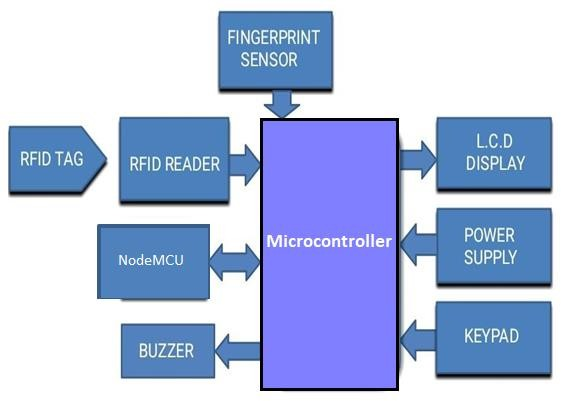 FINGERPRINT
SENSOR
RFID TAG
RFID READER
L.C.D
DISPLAY
Microcontroller
NodeMCU
POWER
SUPPLY
BUZZER
KEYPAD